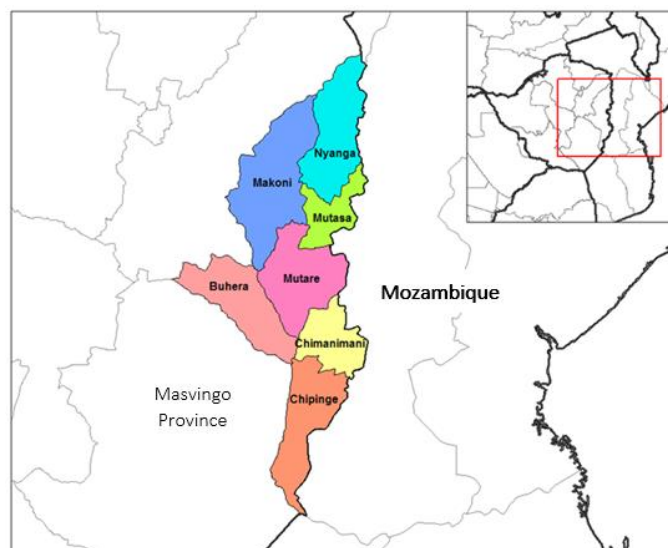 Nyanga
Makoni
Mutasa
Buhera
Mutare
Mozambique
Chimanimani
Chipinge
Masvingo
Province